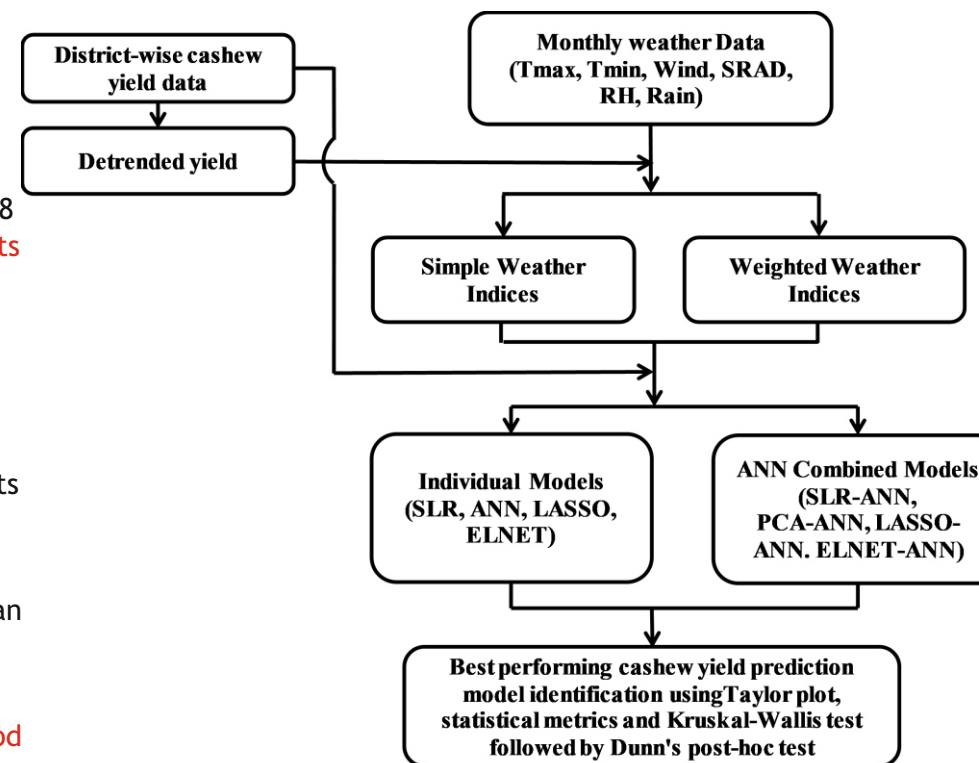 District-wise cashew
yield data
Detrended yield
Monthly weather Data
(Tmax, Tmin, Wind, SRAD,
RH, Rain)
8
ts
Simple Weather
Indices
Weighted Weather
Indices
ts
an
od
Individual Models
(SLR, ANN, LASSO,
ELNET)
ANN Combined Models
(SLR-ANN,
PCA-ANN, LASSO-
ANN. ELNET-ANN)
Best performing cashew yield prediction
model identification usingTaylor plot,
statistical metrics and Kruskal-Wallis test
followed by Dunn's post-hoc test